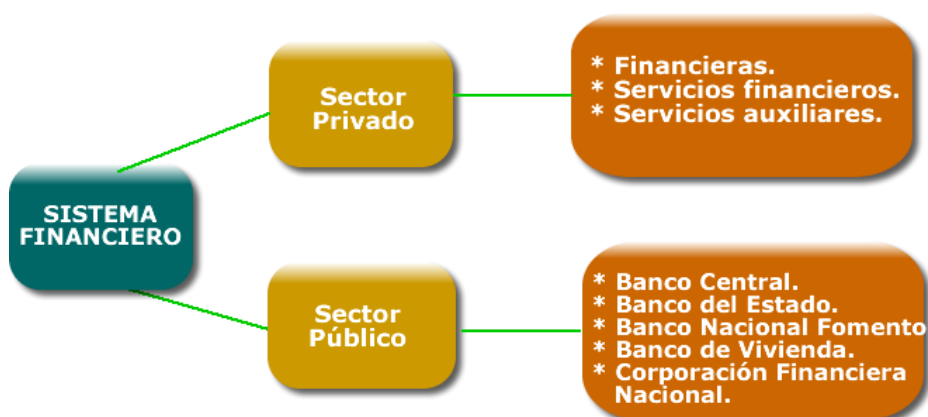 SISTEMA
FINANCIERO
Sector
Privado
* Financieras.
* Servicios financieros.
* Servicios auxiliares.
Sector
Público
* Banco Central.
* Banco del Estado.
* Banco Nacional Fomento
* Banco de Vivienda.
* Corporación Financiera
Nacional.